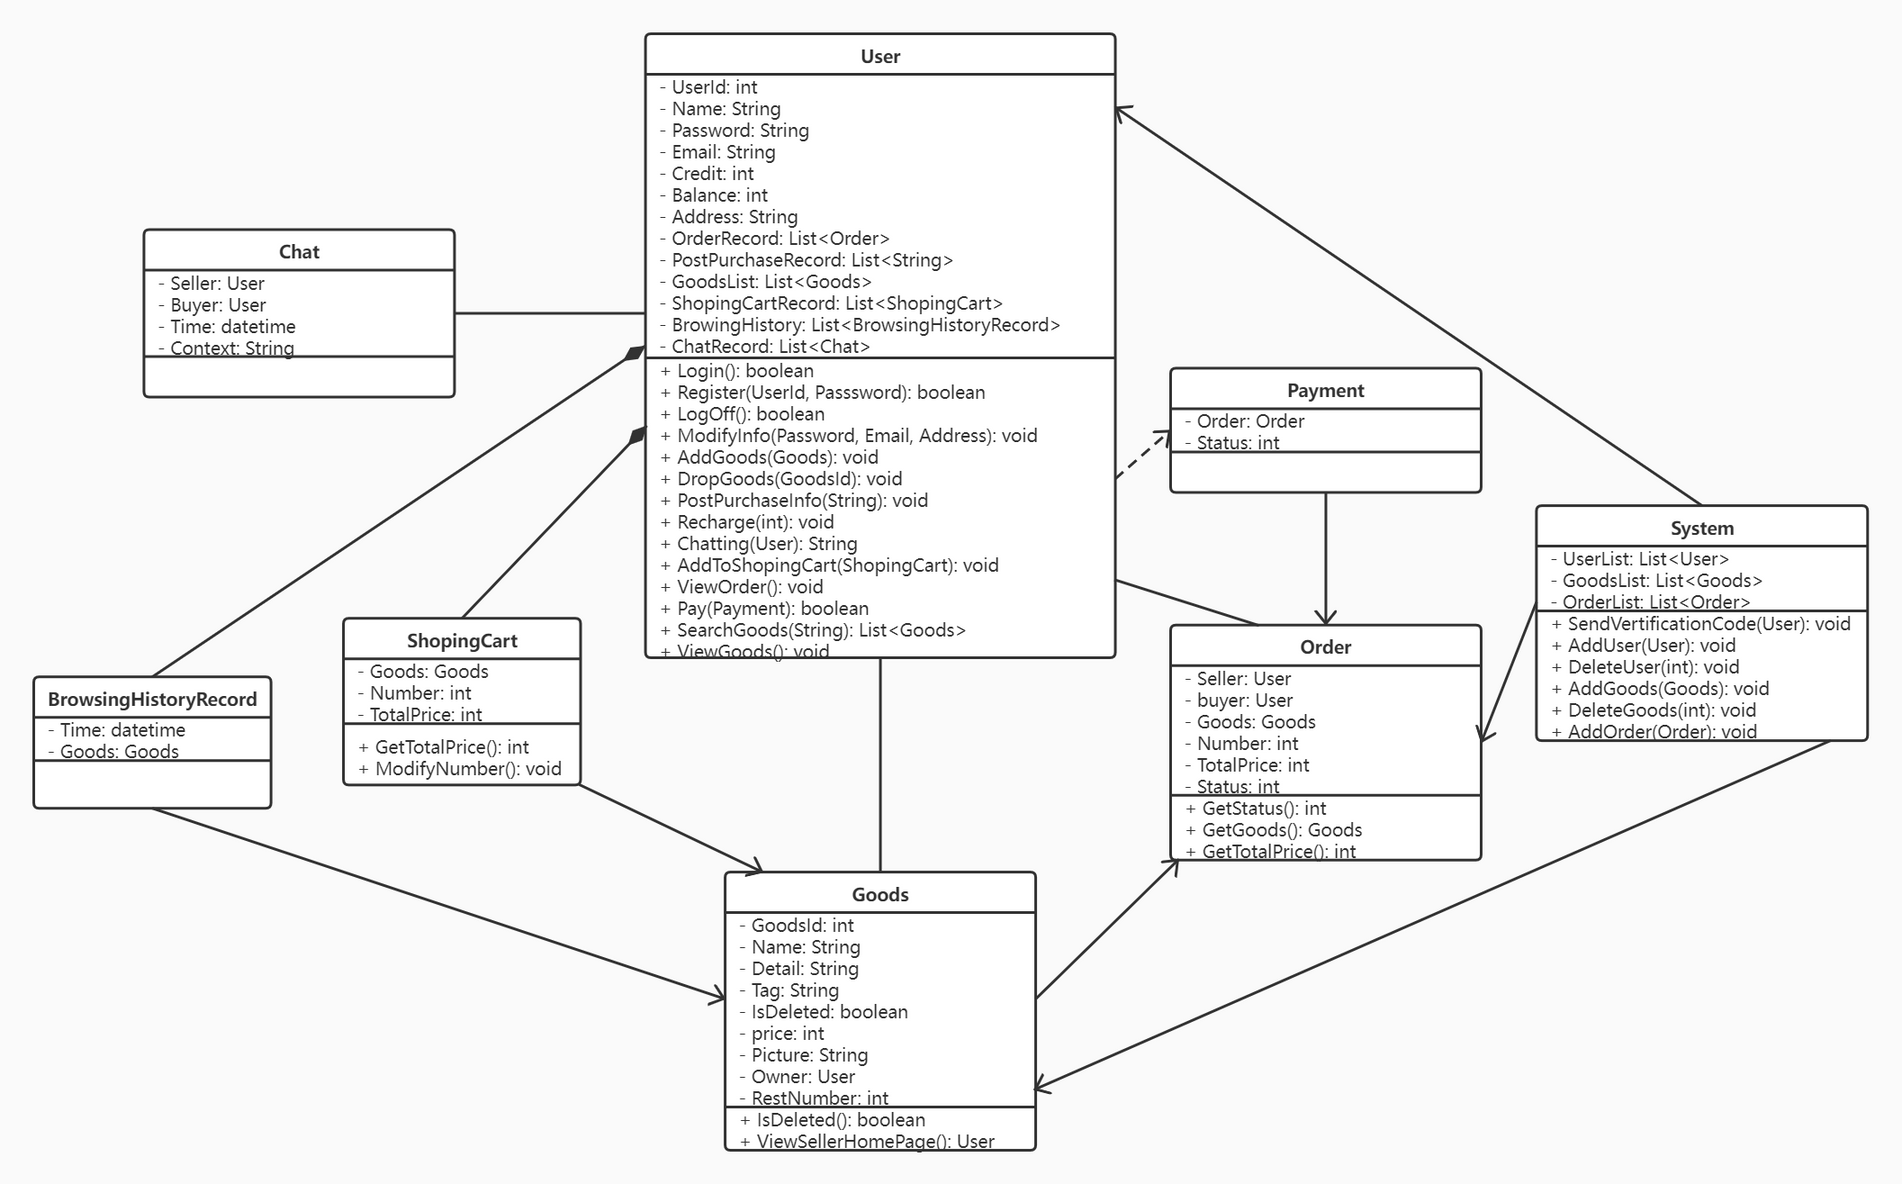 User
- UserId: int
- Name: String
- Password: String
- Email: String
- Credit: int
- Balance: int
- Address: String
- OrderRecord: List<Order>
- PostPurchaseRecord: List<String>
- GoodsList: List<Goods>
- ShopingCartRecord: List<ShopingCart>
- BrowingHistory: List<BrowsingHistoryRecord>
- ChatRecord: List<Chat>
+ Login(): boolean
+ Register(UserId, Passsword): boolean
+ LogOff(): boolean
+ ModifyInfo(Password, Email, Address): void
+ AddGoods(Goods): void
+ DropGoods(GoodsId): void
+ PostPurchaseInfo(String): void
+ Recharge(int): void
+ Chatting(User): String
+ AddToShopingCart(ShopingCart): void
+ ViewOrder(): void
+ Pay(Payment): boolean
+ SearchGoods(String): List<Goods>
+ ViewGoods(): void
Chat
- Seller: User
- Buyer: User
- Time: datetime
- Context: String
Payment
- Order: Order
- Status: int
System
- UserList: List<User>
- GoodsList: List<Goods>
- OrderList: List<Order>
+ SendVertificationCode(User): void
+ AddUser(User): void
+ DeleteUser(int): void
+ AddGoods(Goods): void
+ DeleteGoods(int): void
+ AddOrder(Order): void
ShopingCart
- Goods: Goods
- Number: int
- TotalPrice: int
+ GetTotalPrice(): int
+ ModifyNumber(): void
BrowsingHistoryRecord
- Time: datetime
- Goods: Goods
Order
- Seller: User
- buyer: User
- Goods: Goods
- Number: int
- TotalPrice: int
- Status: int
+ GetStatus(): int
+ GetGoods(): Goods
+ GetTotalPrice(): int
Goods
- GoodsId: int
- Name: String
- Detail: String
- Tag: String
- IsDeleted: boolean
- price: int
- Picture: String
- Owner: User
- RestNumber: int
+ IsDeleted(): boolean
+ ViewSellerHomePage(): User